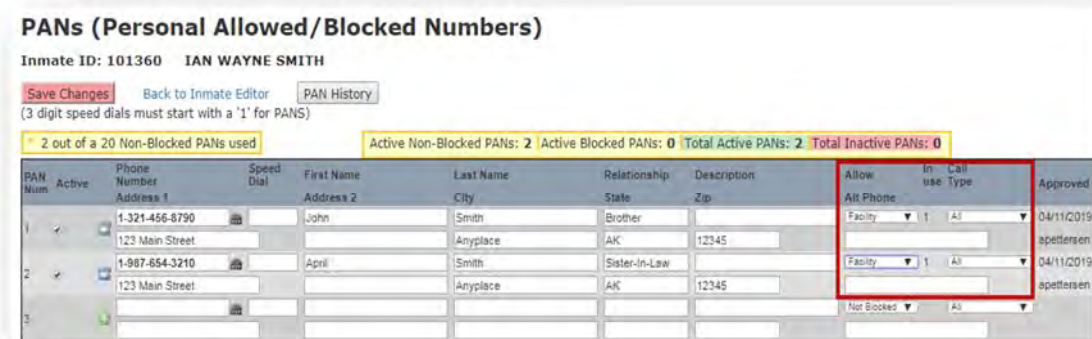 PANs (Personal Allowed/Blocked Numbers)
Inmate ID: 101360 IAN WAYNE SMITH
Save Changes Back to Inmate Editor PAN History
(3 digit speed dials must start with a '1' for PANS)
* 2 out of a 20 Non-Blocked PANs used Active Non-Blocked PANs: 2 Active Blocked PANs: 0 Total Active PANs: 2 Total Inactive PANs: 0
PAN Num Active Phone Number Speed Dial First Name Last Name Relationship Description Allow In use Call Type Approved
Address 1 Address 2 City State Zip Alt Phone
1 1-321-456-8790 John Smith Brother Facility 1 All 04/11/2019
123 Main Street Anyplace AK 12345 apettersen
2 1-987-654-3210 April Smith Sister-In-Law Facility 1 All 04/11/2019
123 Main Street Anyplace AK 12345 apettersen
3 Not Blocked All